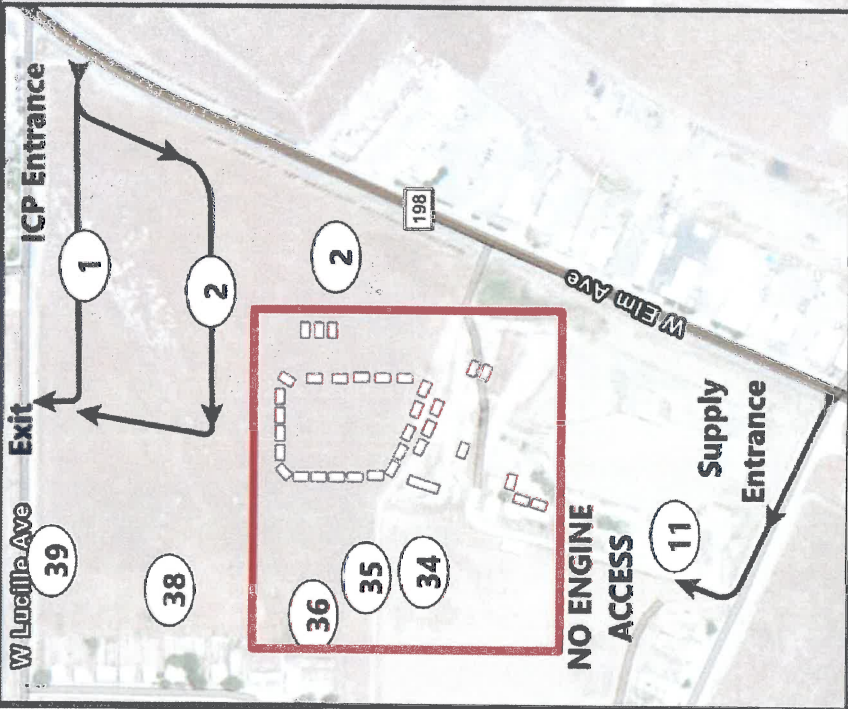 W Lucille Ave
Exit
ICP Entrance
39
1
38
2
2
198
36
35
34
W Elm Ave
NO ENGINE
ACCESS
11
Supply
Entrance